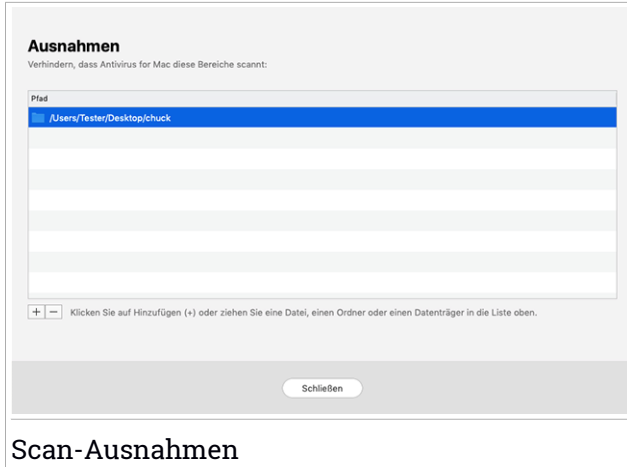 Ausnahmen
Verhindern, dass Antivirus for Mac diese Bereiche scannt:
Pfad
/Users/Tester/Desktop/chuck
+ − Klicken Sie auf Hinzufügen (+) oder ziehen Sie eine Datei, einen Ordner oder einen Datenträger in die Liste oben.
Schließen
Scan-Ausnahmen